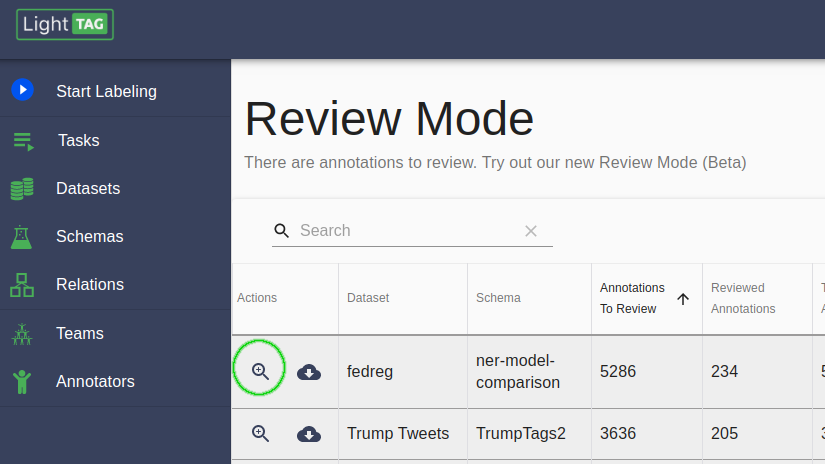 Light TAG
Start Labeling
Tasks
Datasets
Schemas
Relations
Teams
Annotators
Review Mode
There are annotations to review. Try out our new Review Mode (Beta)
Search
Actions
Dataset
Schema
Annotations
To Review
Reviewed
Annotations
fedreg
ner-model-
comparison
5286
234
Trump Tweets
TrumpTags2
3636
205